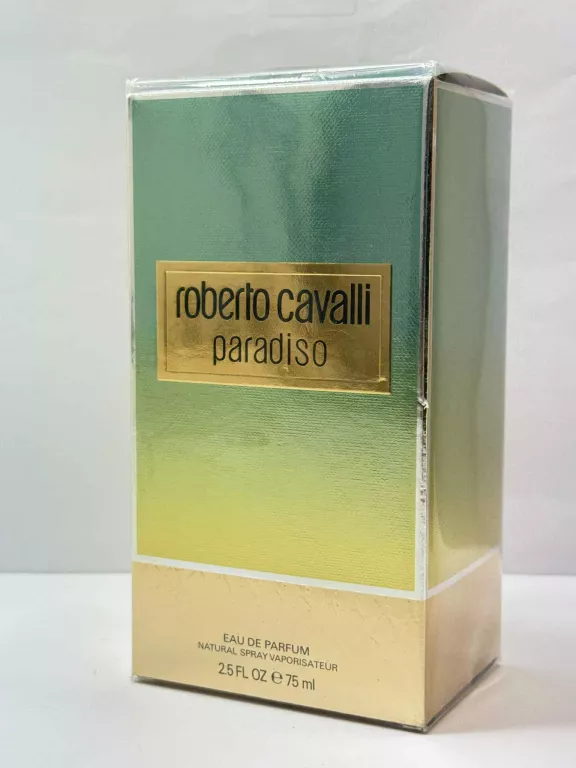 roberto cavalli
paradiso
EAU DE PARFUM
NATURAL SPRAY VAPORISATEUR
2.5 FL OZ ℮ 75 ml